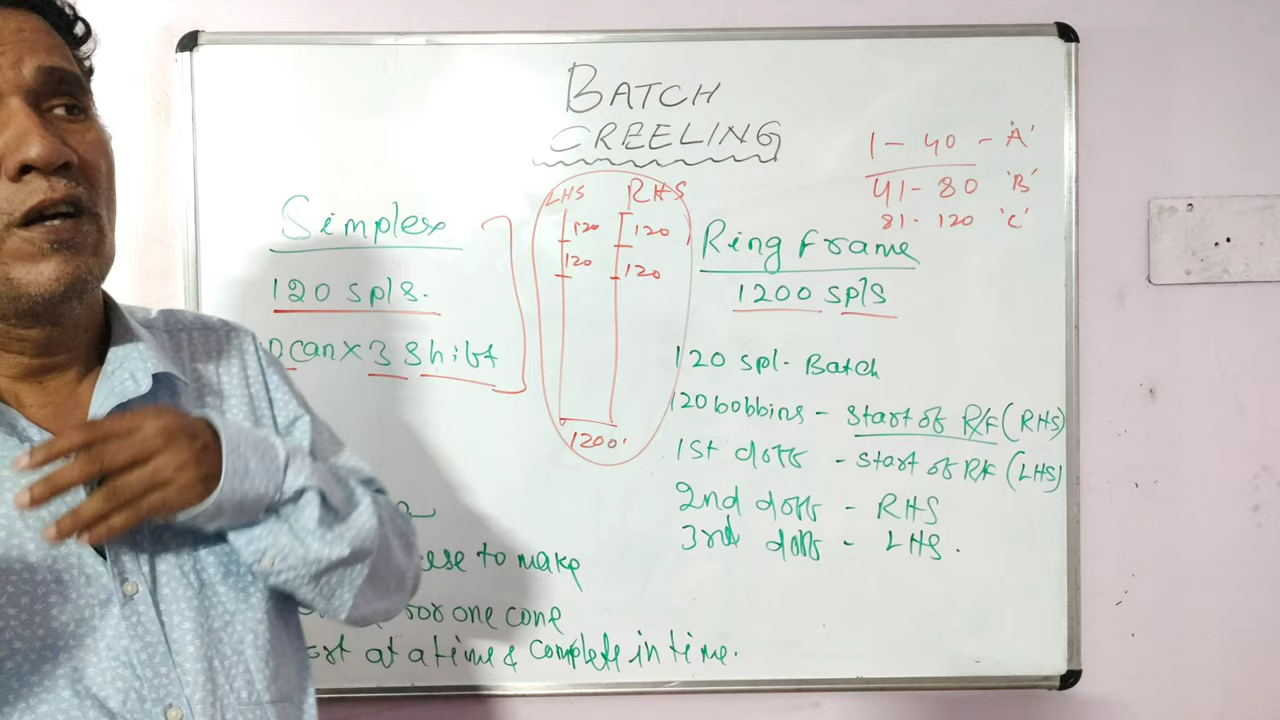 BATCH
CREELING
1 - 40 - 'A'
41 - 80 'B'
81 - 120 'C'
Simplex
120 spls.
can x 3 Shift
LHS RHS
120 120
120 120
1200
Ring Frame
1200 spls
120 spl. Batch
120 bobbins - Start of R/F (RHS)
1st doffs - Start of R/F (LHS)
2nd doffs - RHS
3rd doffs - LHS.
to make
one cone
at a time & complete in time.